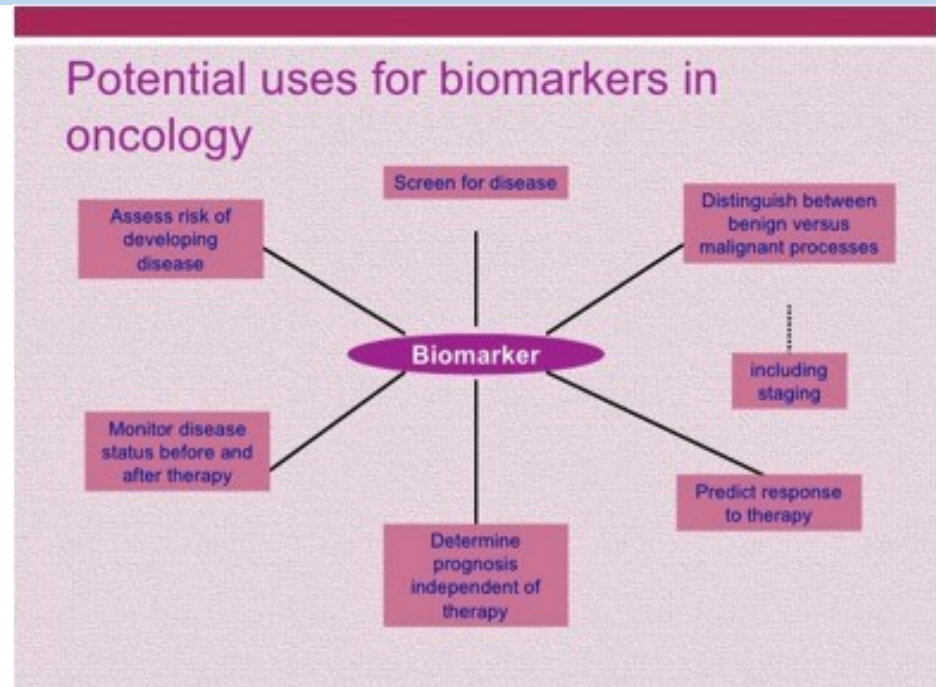 Potential uses for biomarkers in
oncology
Screen for disease
Assess risk of
developing
disease
Distinguish between
benign versus
malignant processes
Biomarker
including
staging
Monitor disease
status before and
after therapy
Predict response
to therapy
Determine
prognosis
independent of
therapy